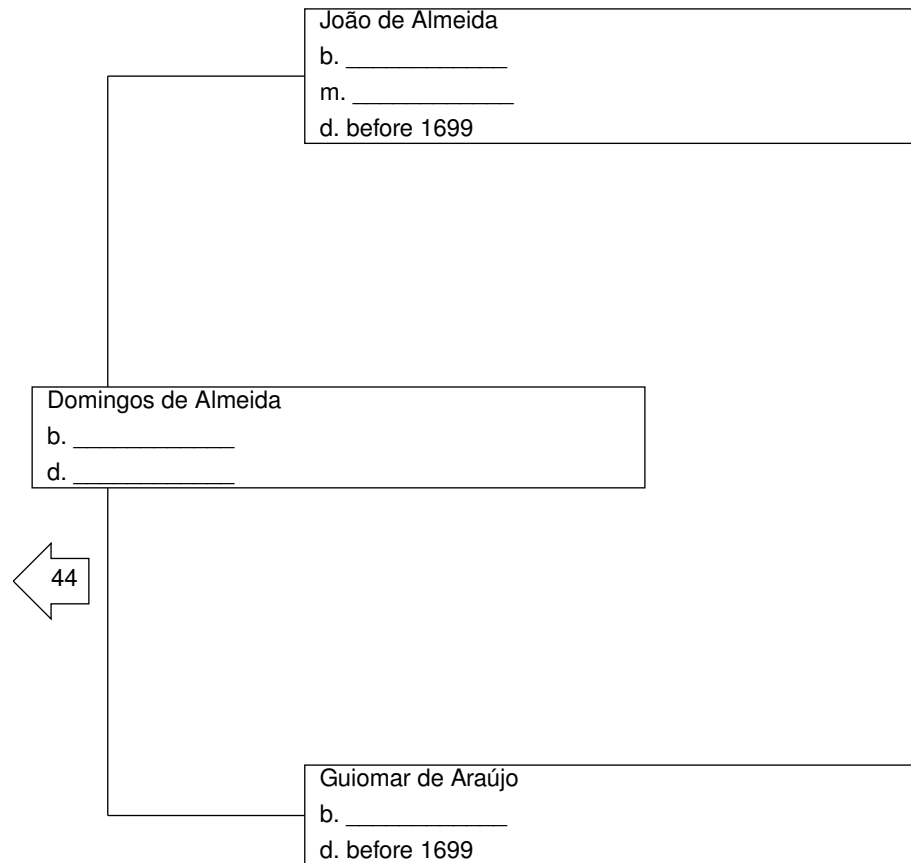 João de Almeida
b. ____________
m. ____________
d. before 1699
Domingos de Almeida
b. ____________
d. ____________
44
Guiomar de Araújo
b. ____________
d. before 1699